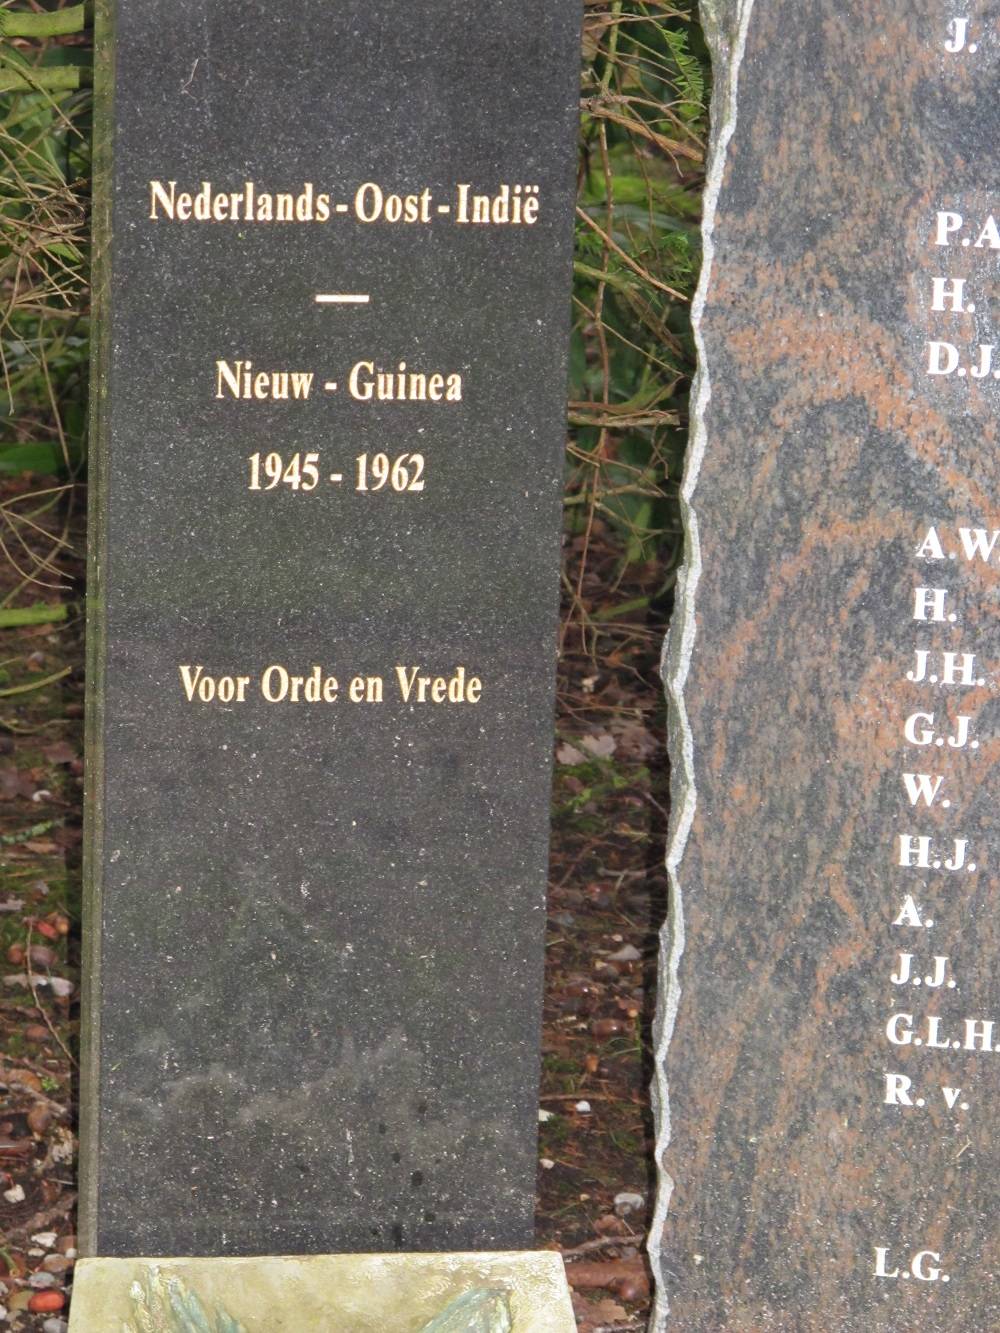 Nederlands-Oost-Indië
—
Nieuw - Guinea
1945 - 1962
Voor Orde en Vrede
J.
P.A
H.
D.J.
A.W.
H.
J.H.
G.J.
W.
H.J.
A.
J.J.
G.L.H.
R. v.
L.G.